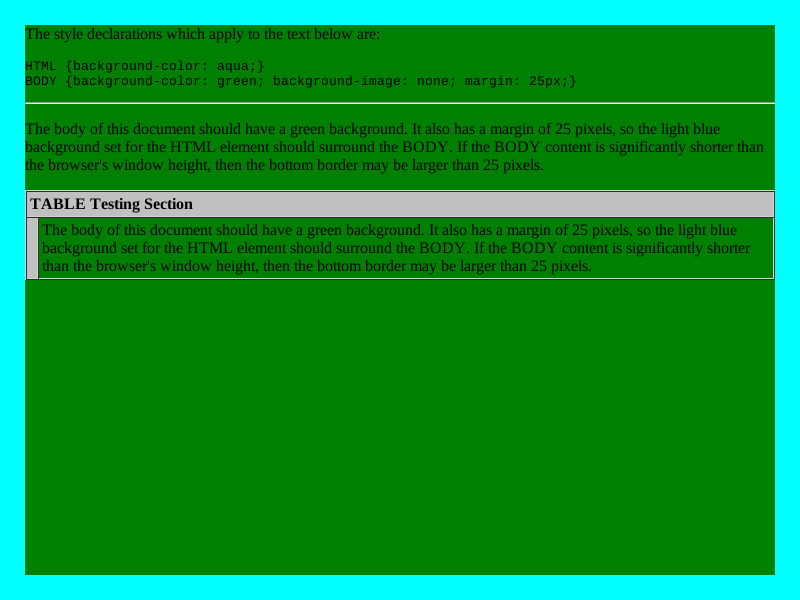 The style declarations which apply to the text below are:
HTML {background-color: aqua;}
BODY {background-color: green; background-image: none; margin: 25px;}
The body of this document should have a green background. It also has a margin of 25 pixels, so the light blue
background set for the HTML element should surround the BODY. If the BODY content is significantly shorter than
the browser's window height, then the bottom border may be larger than 25 pixels.
TABLE Testing Section
The body of this document should have a green background. It also has a margin of 25 pixels, so the light blue
background set for the HTML element should surround the BODY. If the BODY content is significantly shorter
than the browser's window height, then the bottom border may be larger than 25 pixels.